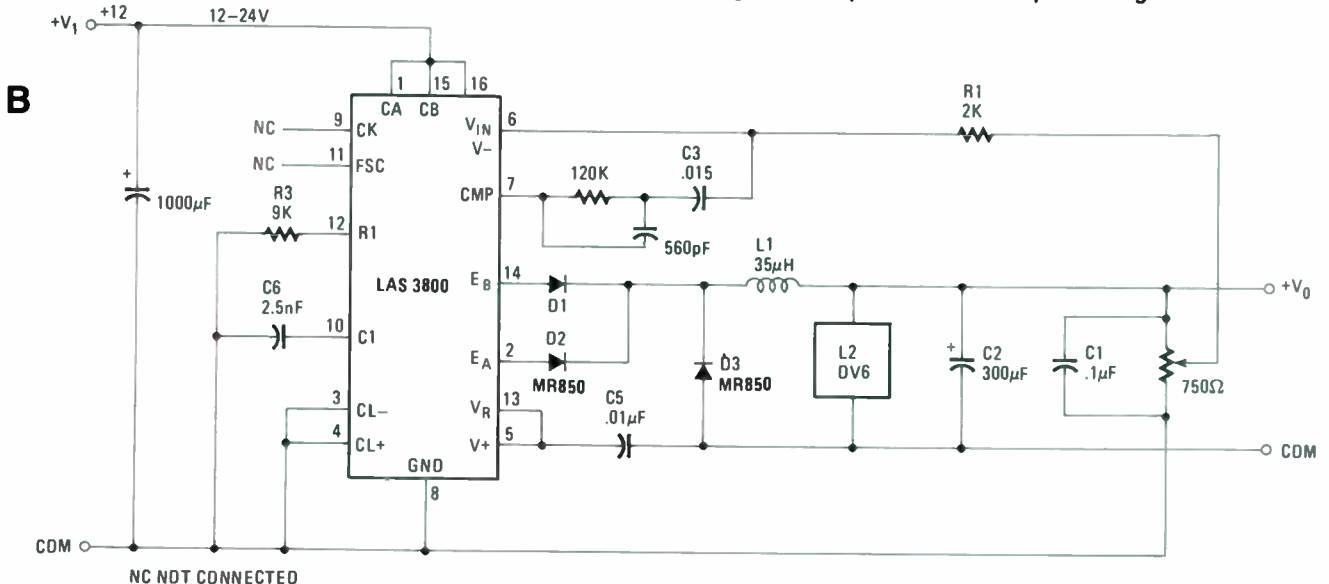 +V1 +12 12–24V
B
1 15 16
CA CB
NC 9 CK
NC 11 FSC
R3
9K
12 R1
C6
2.5nF
10 C1
3 CL–
4 CL+
LAS 3800
GND
8
VIN 6
V–
CMP 7
EB 14
EA 2
VR 13
V+ 5
+
1000µF
120K
C3
.015
560pF
R1
2K
D1
D2
MR850
L1
35µH
D3
MR850
C5
.01µF
L2
OV6
+
C2
300µF
C1
.1µF
750Ω
+V0
COM
COM
NC NOT CONNECTED